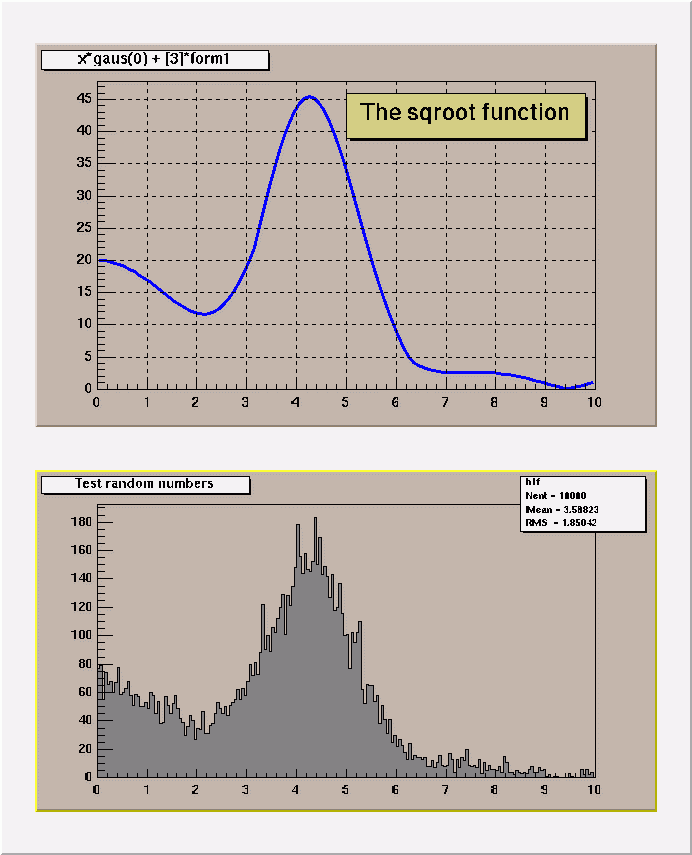 x*gaus(0) + [3]*form1
The sqroot function
45
40
35
30
25
20
15
10
5
0
0 1 2 3 4 5 6 7 8 9 10
Test random numbers
h1f
Nent = 10000
Mean = 3.58823
RMS = 1.85042
180
160
140
120
100
80
60
40
20
0
0 1 2 3 4 5 6 7 8 9 10